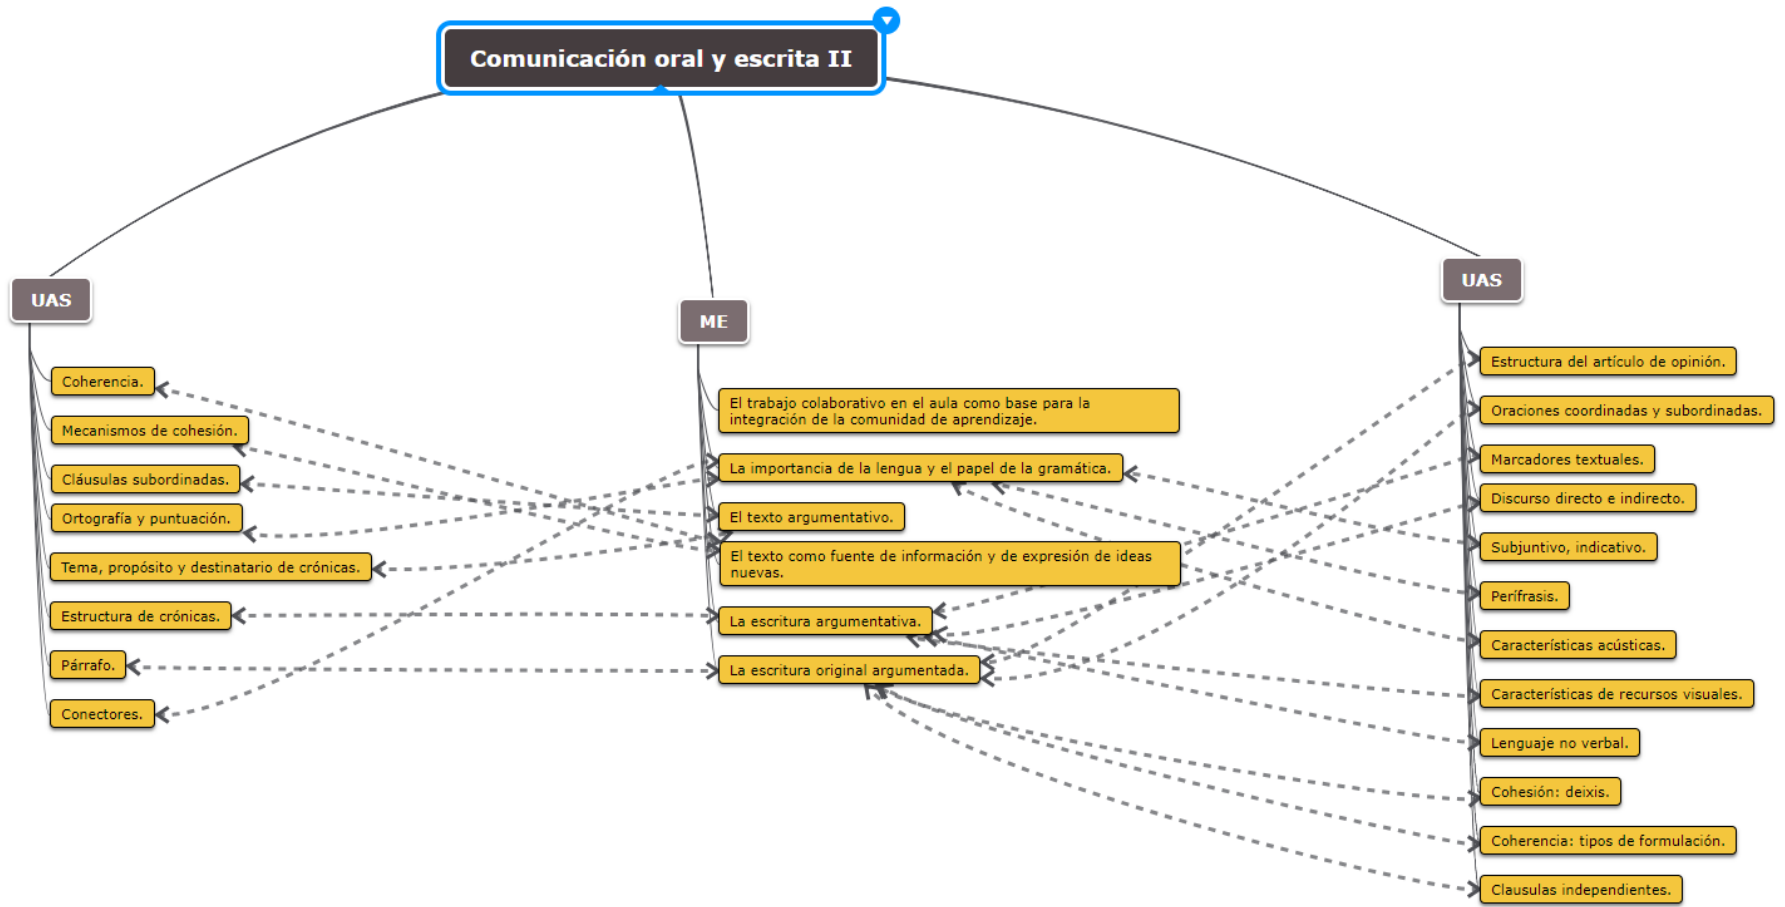 Comunicación oral y escrita II
UAS
Coherencia.
Mecanismos de cohesión.
Cláusulas subordinadas.
Ortografía y puntuación.
Tema, propósito y destinatario de crónicas.
Estructura de crónicas.
Párrafo.
Conectores.
ME
El trabajo colaborativo en el aula como base para la
integración de la comunidad de aprendizaje.
La importancia de la lengua y el papel de la gramática.
El texto argumentativo.
El texto como fuente de información y de expresión de ideas
nuevas.
La escritura argumentativa.
La escritura original argumentada.
UAS
Estructura del artículo de opinión.
Oraciones coordinadas y subordinadas.
Marcadores textuales.
Discurso directo e indirecto.
Subjuntivo, indicativo.
Perífrasis.
Características acústicas.
Características de recursos visuales.
Lenguaje no verbal.
Cohesión: deixis.
Coherencia: tipos de formulación.
Clausulas independientes.